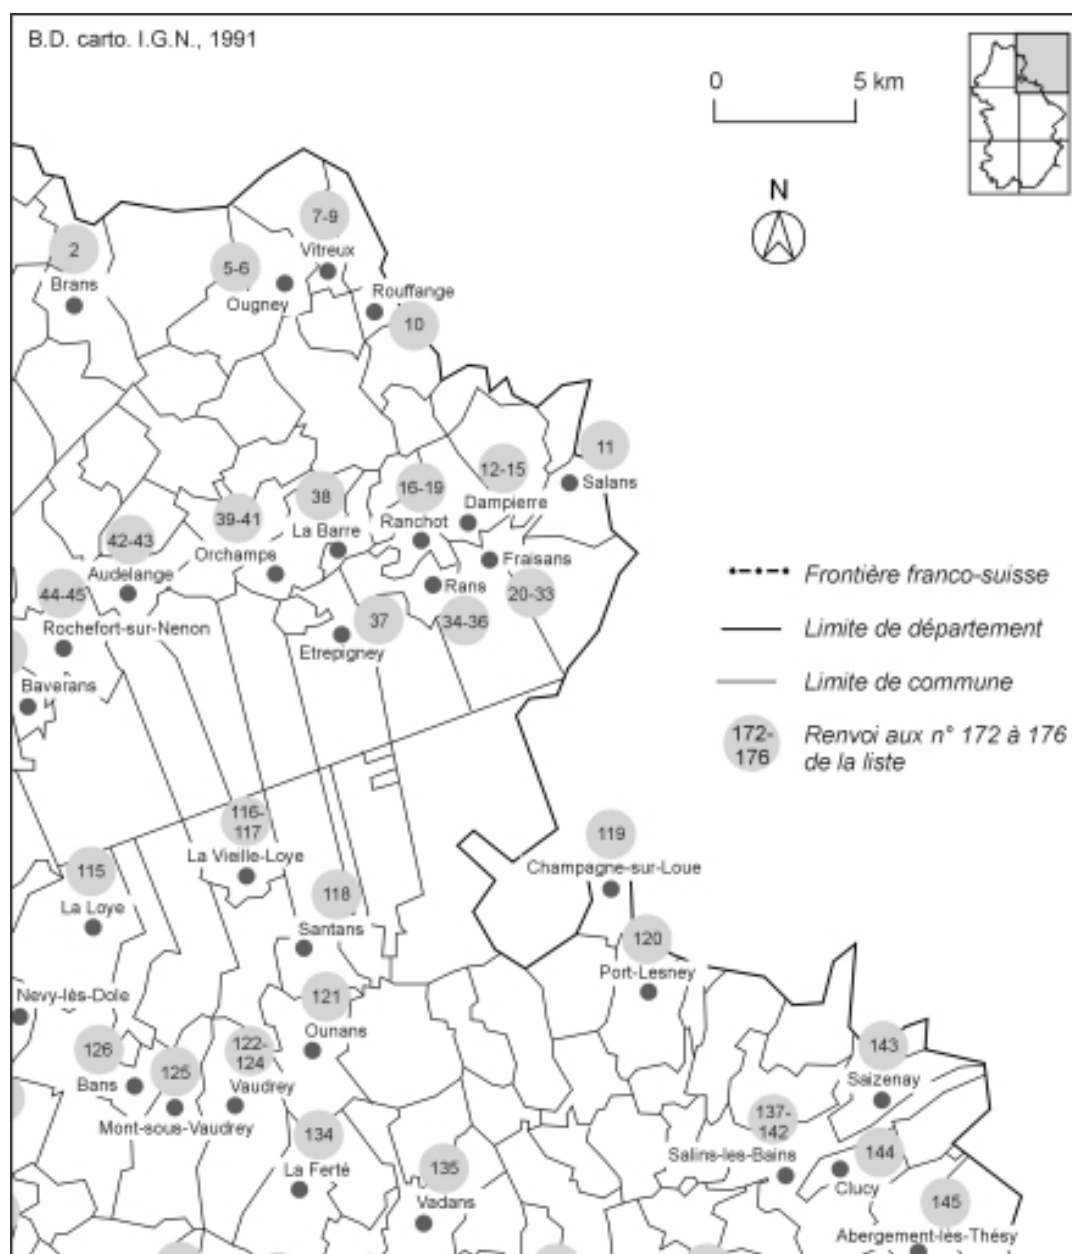 B.D. carto. I.G.N., 1991
0 5 km
N
7-9
Vitreux
2
Brans
5-6
Ougney
Rouffange
10
11
Salans
12-15
Dampierre
16-19
Ranchot
38
La Barre
39-41
Orchamps
42-43
Audelange
Fraisans
20-33
Rans
34-36
37
Etrepigney
44-45
Rochefort-sur-Nenon
Baverans
Frontière franco-suisse
Limite de département
Limite de commune
172-
176
Renvoi aux n° 172 à 176
de la liste
116-
117
La Vieille-Loye
119
Champagne-sur-Loue
115
La Loye
118
Santans
120
Port-Lesney
Nevy-lès-Dole
121
Ounans
126
Bans
125
Mont-sous-Vaudrey
122-
124
Vaudrey
143
Saizenay
134
La Ferté
135
Vadans
137-
142
Salins-les-Bains
144
Clucy
145
Abergement-lès-Thésy